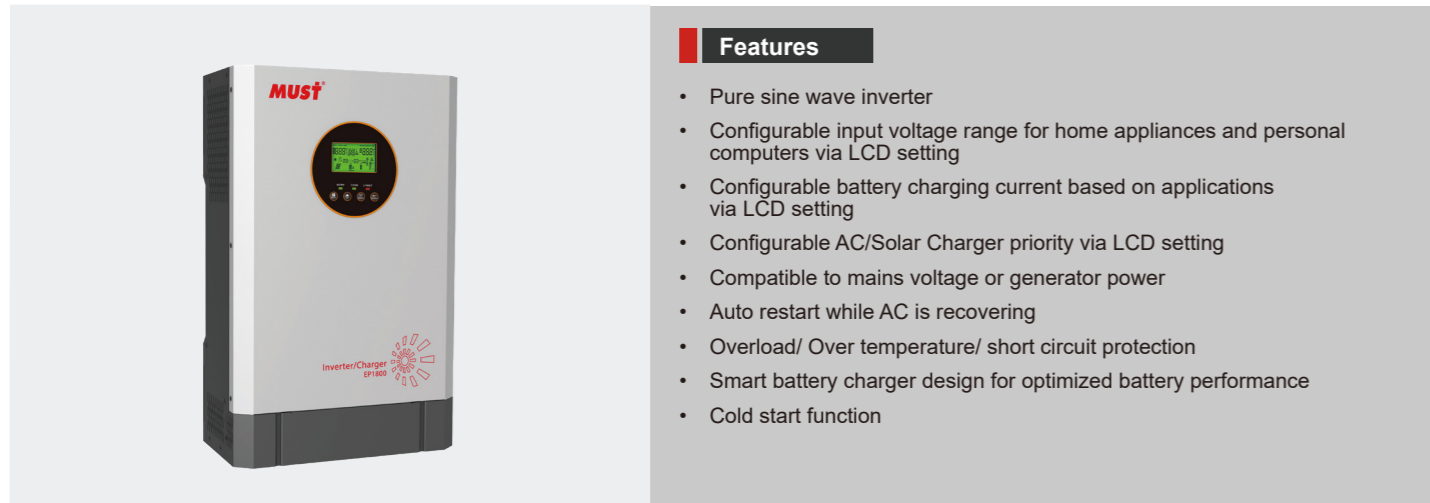 MUST®
Inverter/Charger
EP1800
Features
• Pure sine wave inverter
• Configurable input voltage range for home appliances and personal
computers via LCD setting
• Configurable battery charging current based on applications
via LCD setting
• Configurable AC/Solar Charger priority via LCD setting
• Compatible to mains voltage or generator power
• Auto restart while AC is recovering
• Overload/ Over temperature/ short circuit protection
• Smart battery charger design for optimized battery performance
• Cold start function